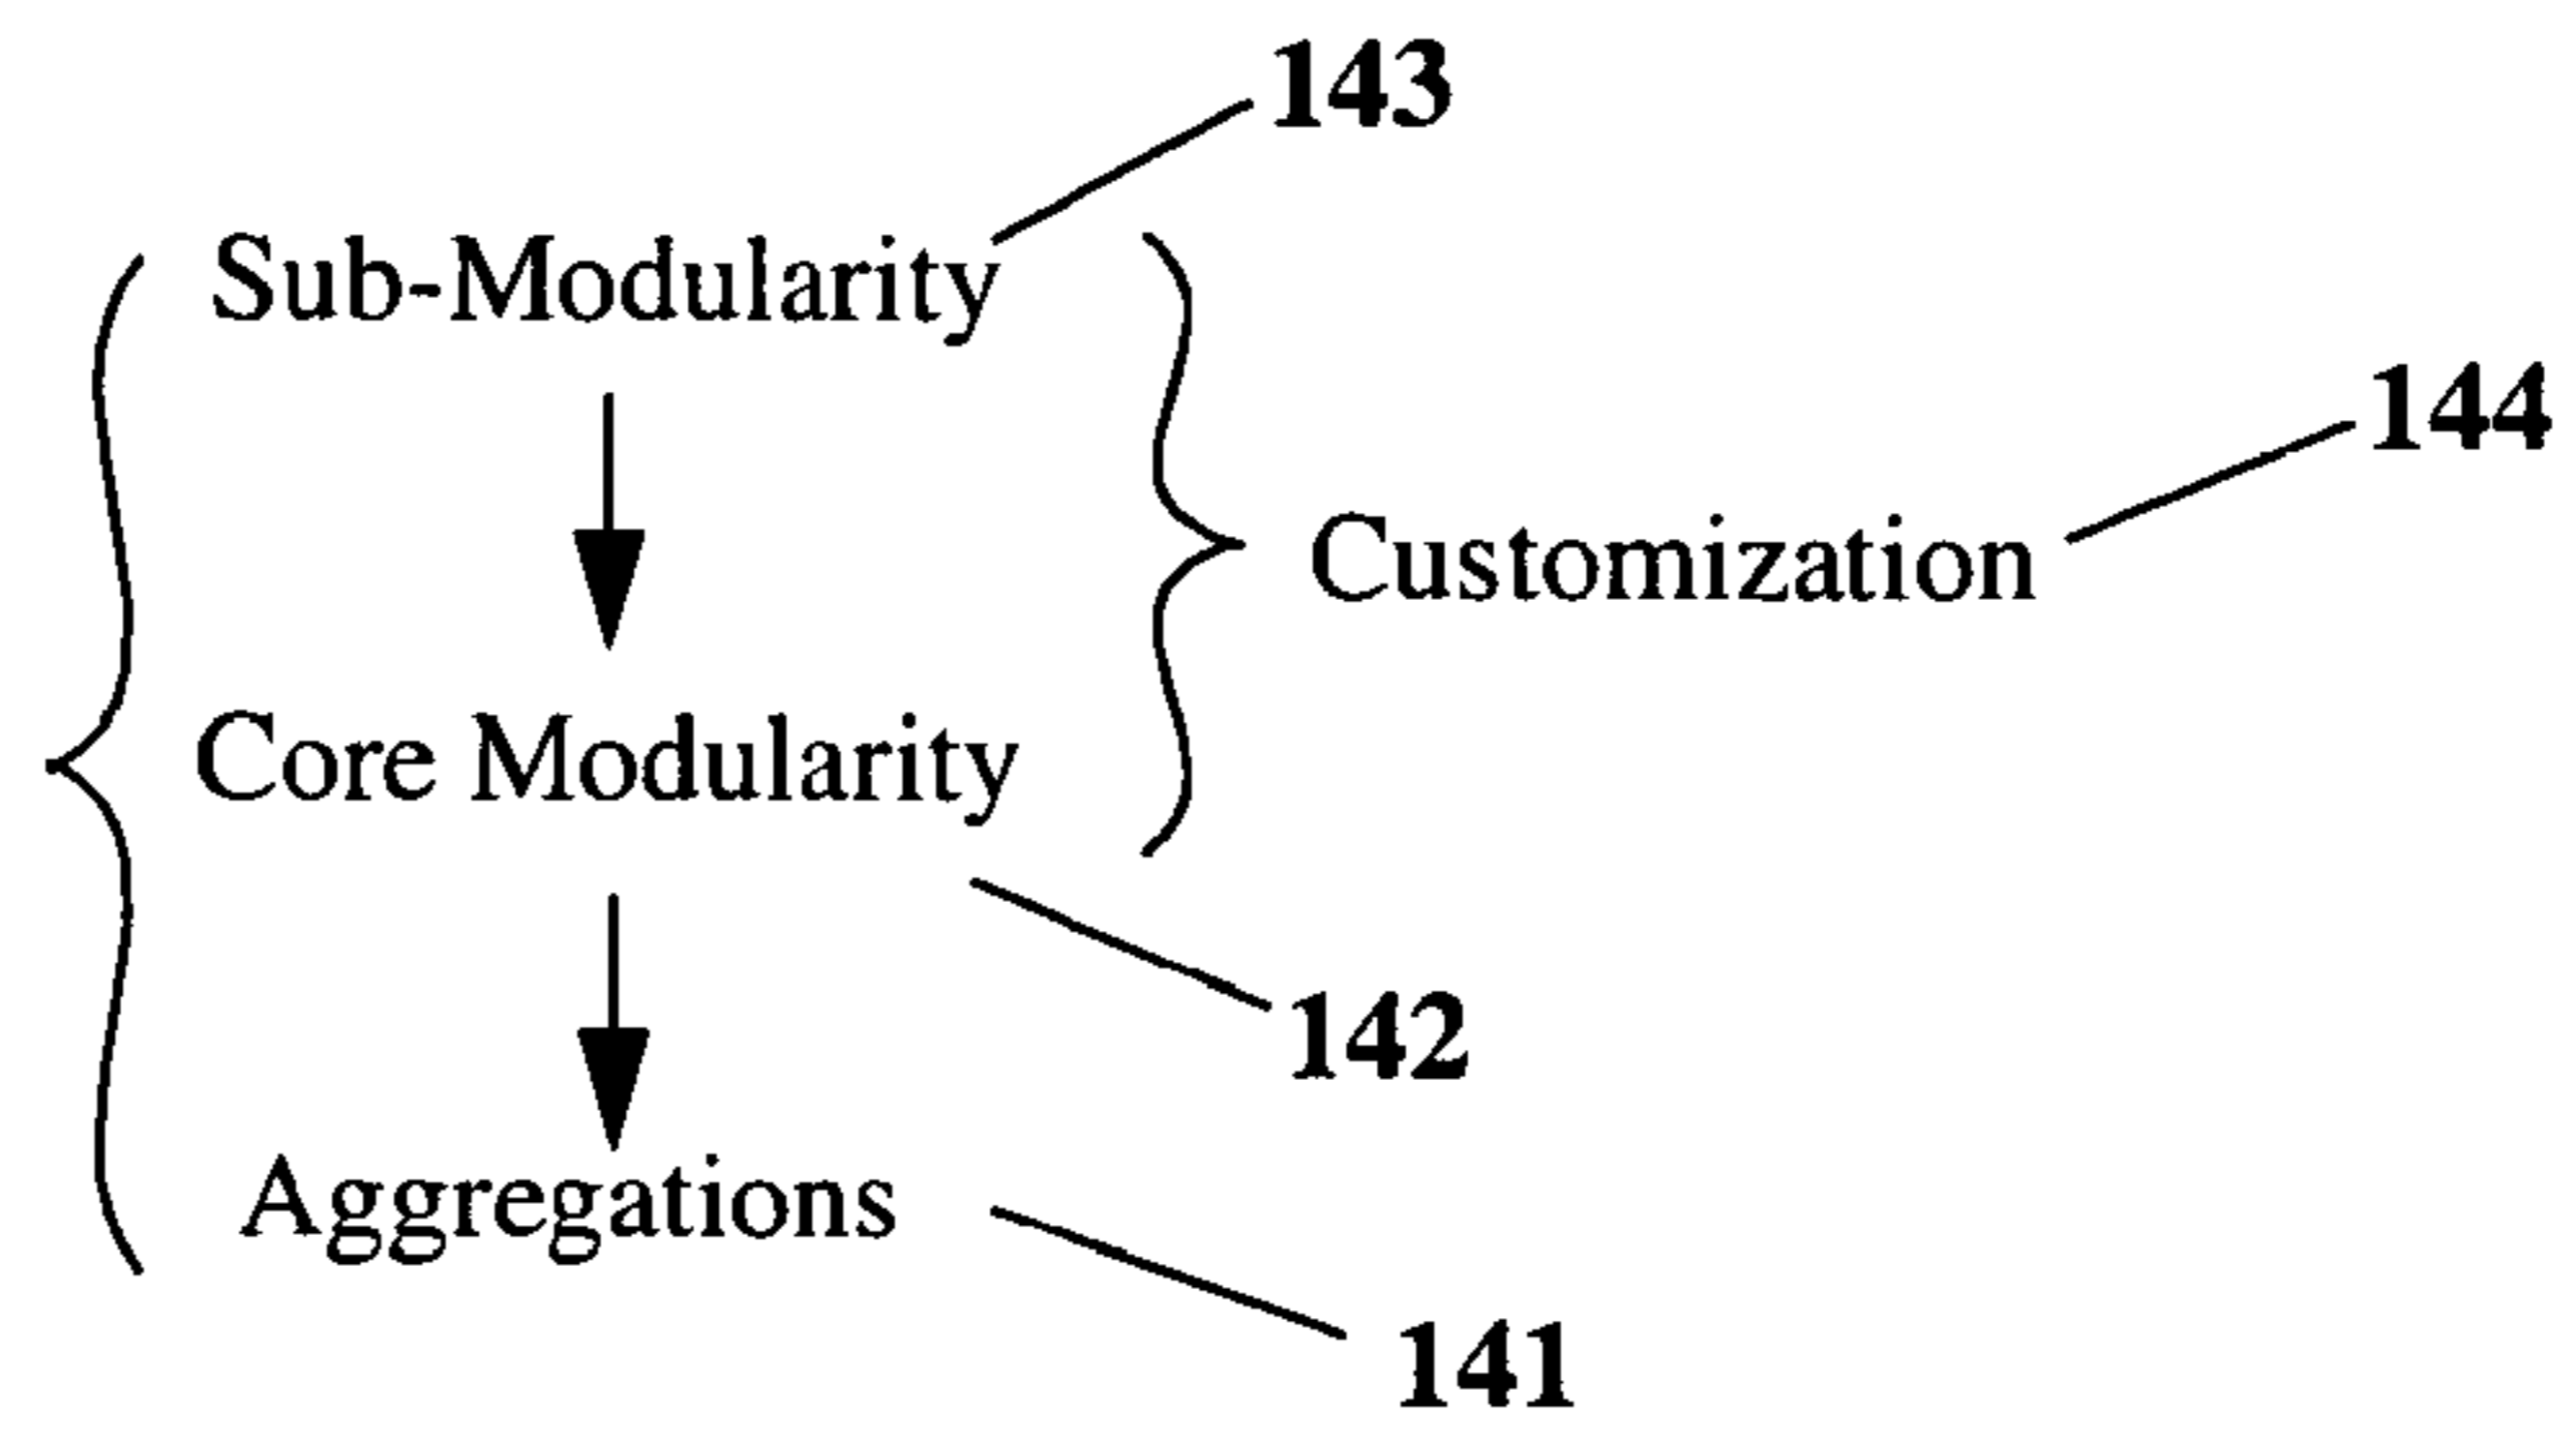 143
Sub-Modularity
144
Customization
Core Modularity
142
Aggregations
141